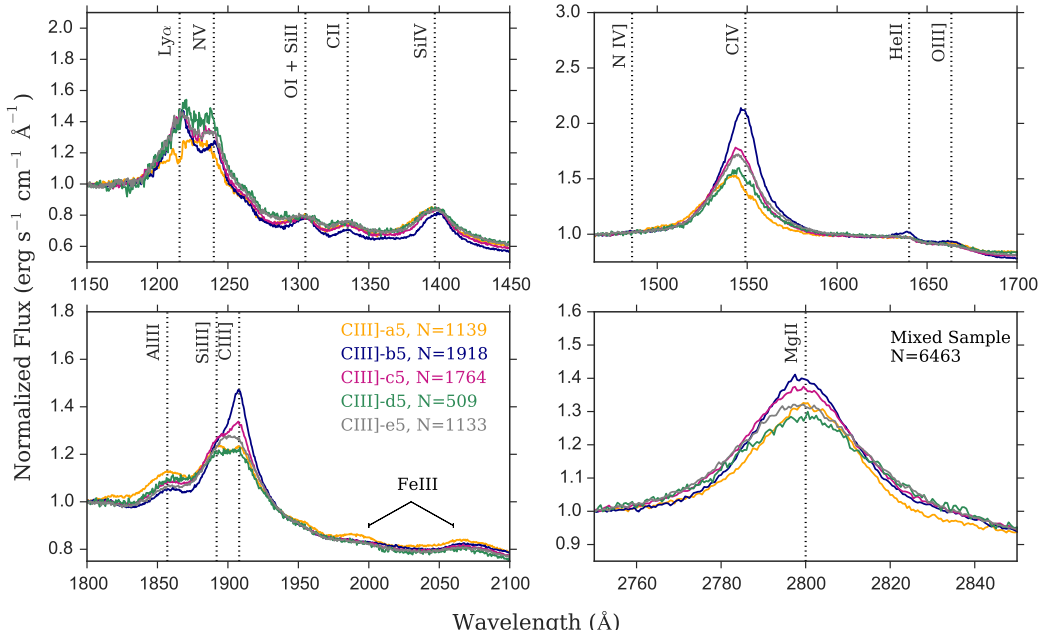 Normalized Flux (erg s⁻¹ cm⁻¹ Å⁻¹)
Lyα
NV
OI + SiII
CII
SiIV
2.0
1.8
1.6
1.4
1.2
1.0
0.8
0.6
1150 1200 1250 1300 1350 1400 1450
N IV]
CIV
HeII
OIII]
3.0
2.5
2.0
1.5
1.0
1500 1550 1600 1650 1700
AlIII
SiIII]
CIII]
CIII]-a5, N=1139
CIII]-b5, N=1918
CIII]-c5, N=1764
CIII]-d5, N=509
CIII]-e5, N=1133
FeIII
1.8
1.6
1.4
1.2
1.0
0.8
1800 1850 1900 1950 2000 2050 2100
MgII
Mixed Sample
N=6463
1.6
1.5
1.4
1.3
1.2
1.1
1.0
0.9
2760 2780 2800 2820 2840
Wavelength (Å)